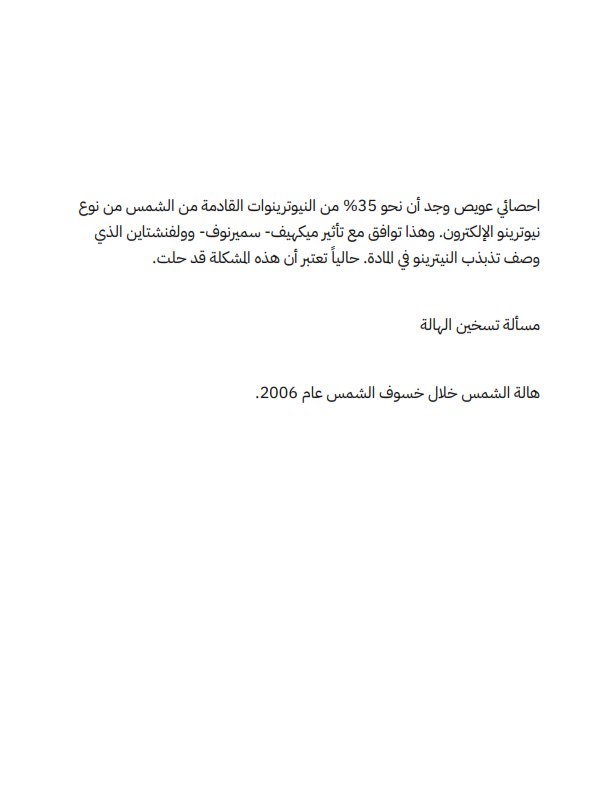 احصائي عويص وجد أن نحو 35% من النيوترينوات القادمة من الشمس من نوع
نيوترينو الإلكترون. وهذا توافق مع تأثير ميكهيف- سميرنوف- وولفنشتاين الذي
وصف تذبذب النيترينو في المادة. حالياً تعتبر أن هذه المشكلة قد حلت.
مسألة تسخين الهالة
هالة الشمس خلال خسوف الشمس عام 2006.